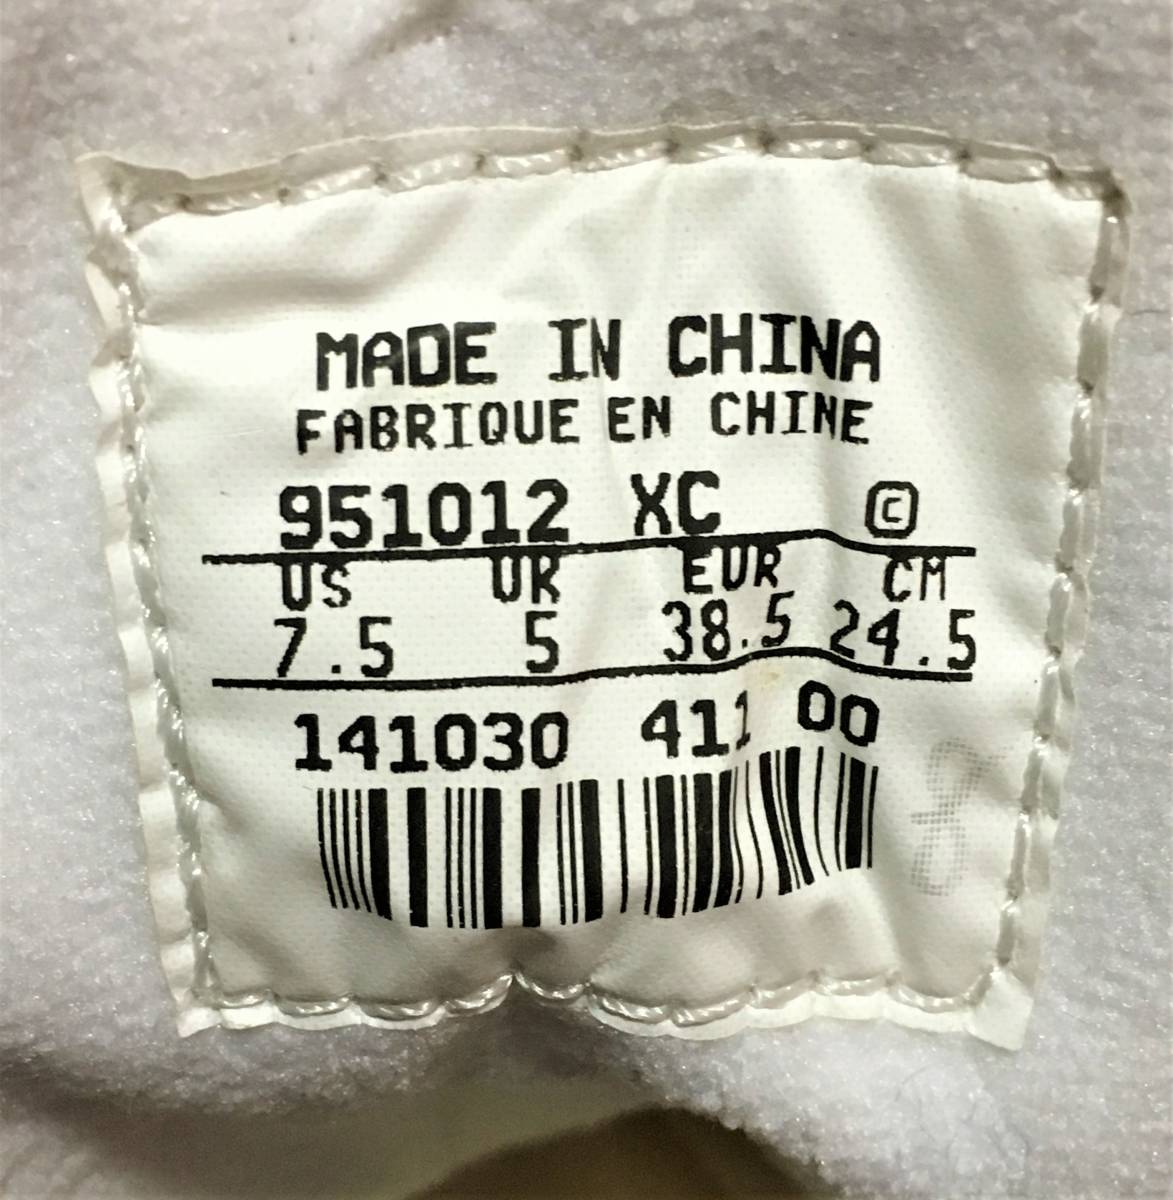 MADE IN CHINA
FABRIQUE EN CHINE
951012 XC ©
US UK EUR CM
7.5 5 38.5 24.5
141030 411 00